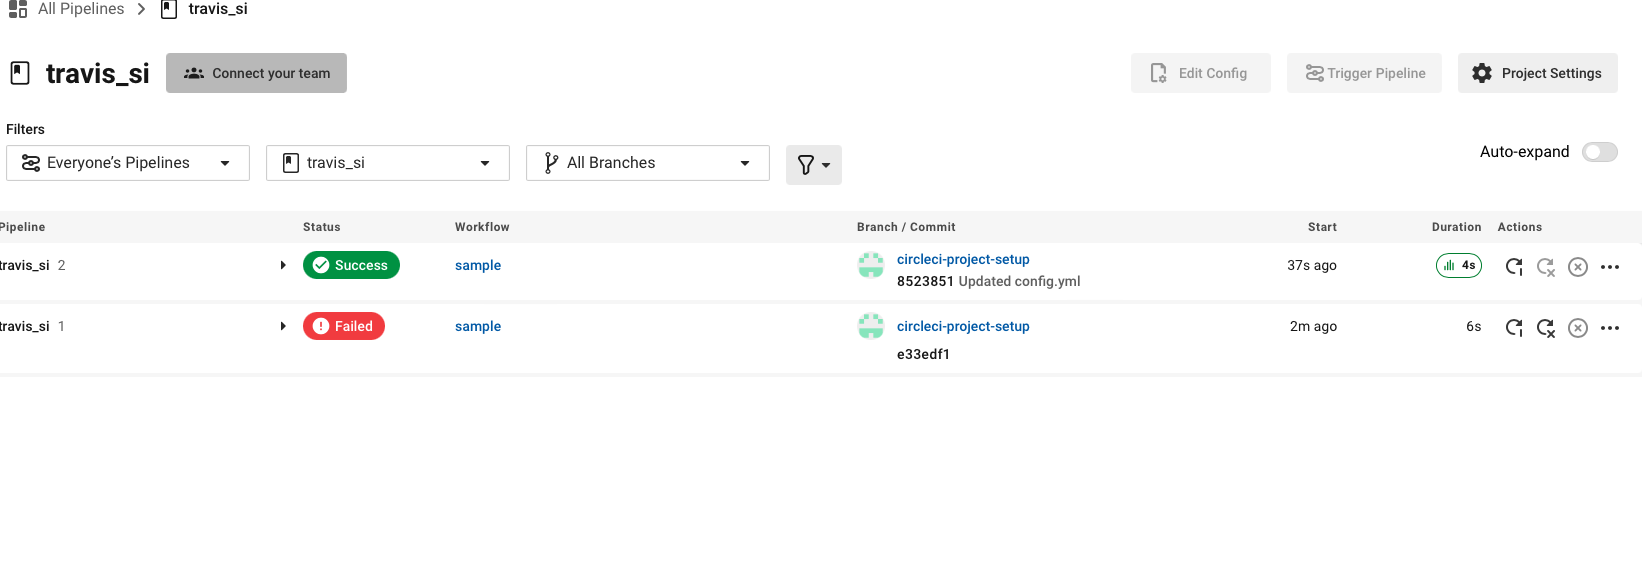 All Pipelines travis_si
travis_si Connect your team Edit Config Trigger Pipeline Project Settings
Filters
Everyone's Pipelines travis_si All Branches Auto-expand
Pipeline Status Workflow Branch / Commit Start Duration Actions
travis_si 2 Success sample circleci-project-setup 37s ago 4s
8523851 Updated config.yml
travis_si 1 Failed sample circleci-project-setup 2m ago 6s
e33edf1